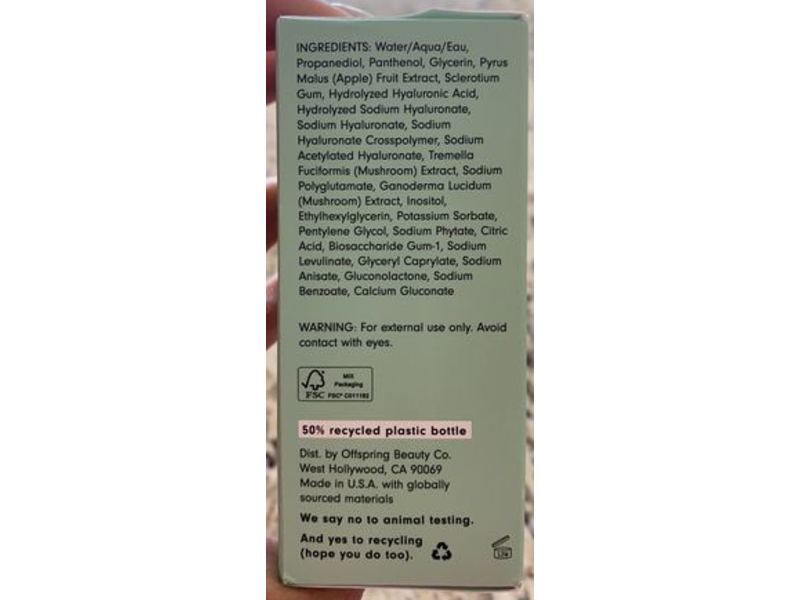 INGREDIENTS: Water/Aqua/Eau,
Propanediol, Panthenol, Glycerin, Pyrus
Malus (Apple) Fruit Extract, Sclerotium
Gum, Hydrolyzed Hyaluronic Acid,
Hydrolyzed Sodium Hyaluronate,
Sodium Hyaluronate, Sodium
Hyaluronate Crosspolymer, Sodium
Acetylated Hyaluronate, Tremella
Fuciformis (Mushroom) Extract, Sodium
Polyglutamate, Ganoderma Lucidum
(Mushroom) Extract, Inositol,
Ethylhexylglycerin, Potassium Sorbate,
Pentylene Glycol, Sodium Phytate, Citric
Acid, Biosaccharide Gum-1, Sodium
Levulinate, Glyceryl Caprylate, Sodium
Anisate, Gluconolactone, Sodium
Benzoate, Calcium Gluconate
WARNING: For external use only. Avoid
contact with eyes.
MIX
Packaging
FSC FSC® C011182
50% recycled plastic bottle
Dist. by Offspring Beauty Co.
West Hollywood, CA 90069
Made in U.S.A. with globally
sourced materials
We say no to animal testing.
And yes to recycling
(hope you do too).